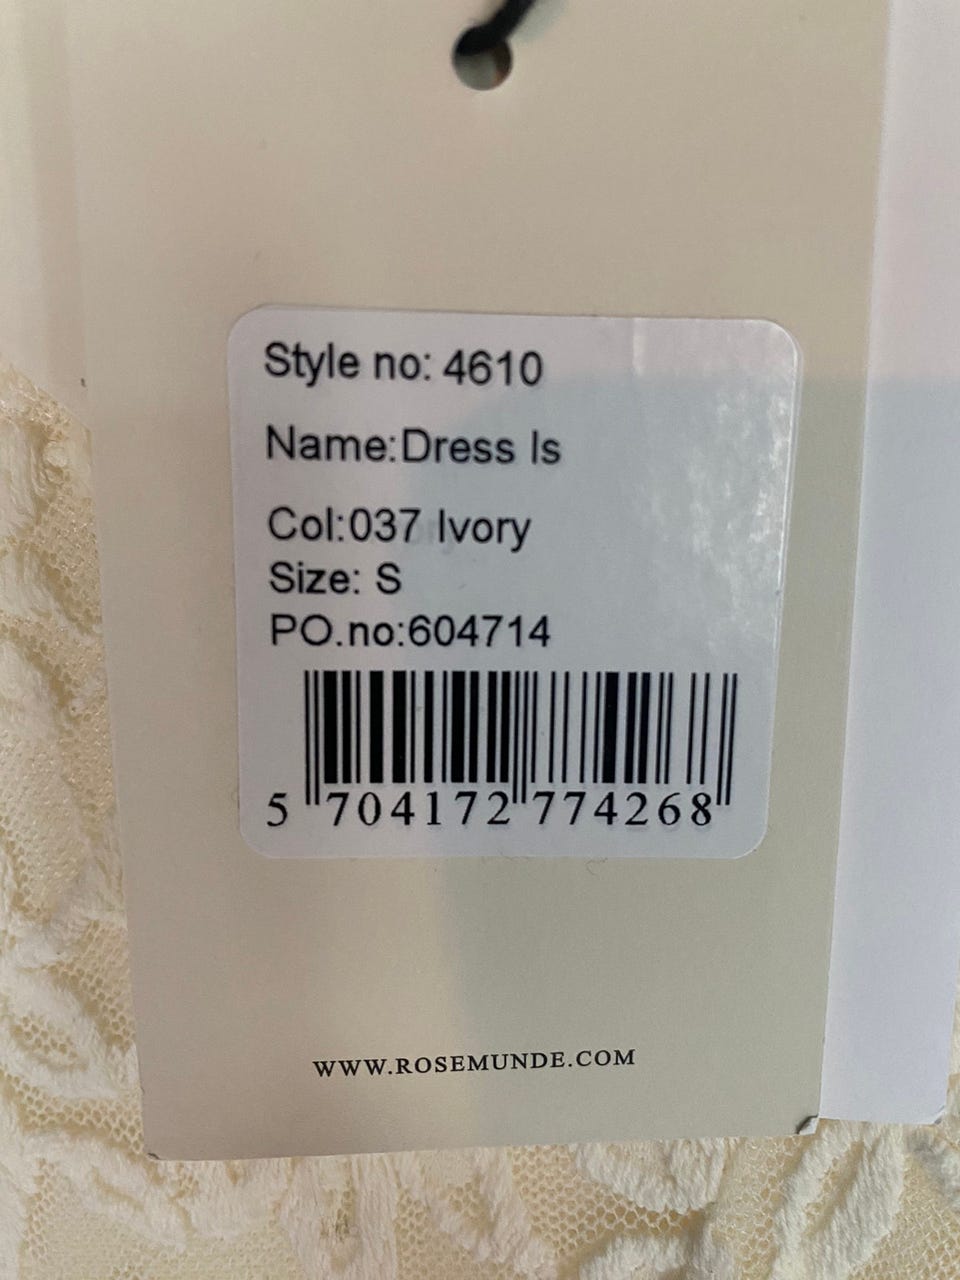 Style no: 4610
Name:Dress ls
Col:037 Ivory
Size: S
PO.no:604714
5 704172 774268
WWW.ROSEMUNDE.COM